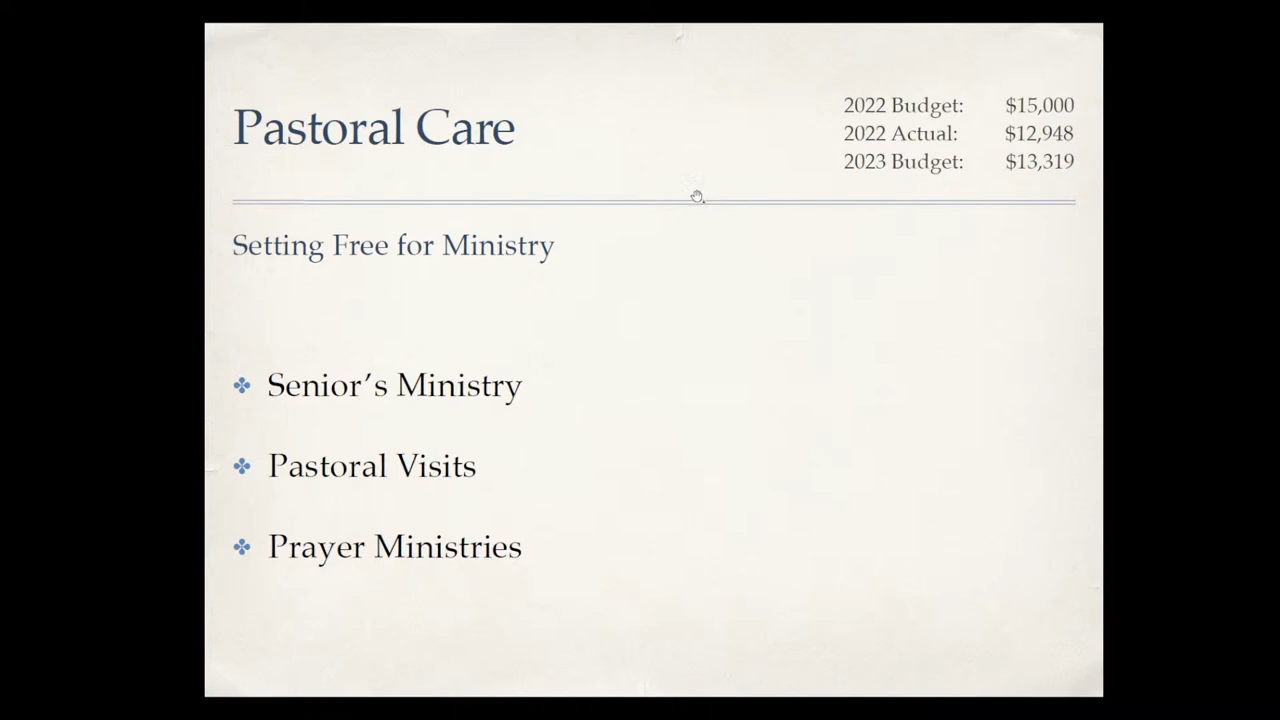 Pastoral Care
2022 Budget: $15,000
2022 Actual: $12,948
2023 Budget: $13,319
Setting Free for Ministry
Senior’s Ministry
Pastoral Visits
Prayer Ministries